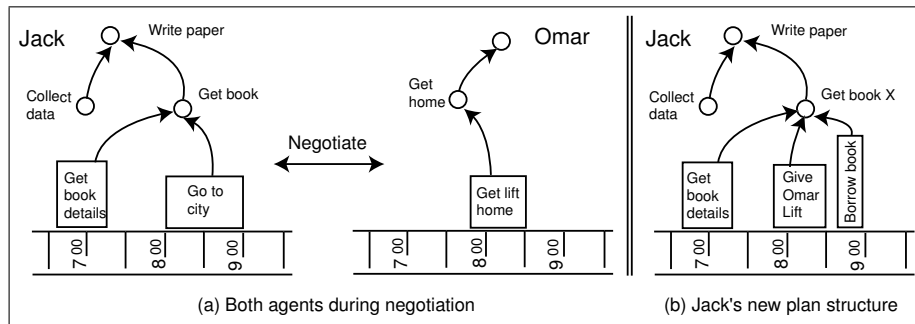 Jack
Write paper
Collect
data
Get book
Get
book
details
Go to
city
7 00
8 00
9 00
Negotiate
Omar
Get
home
Get lift
home
7 00
8 00
9 00
(a) Both agents during negotiation
Jack
Write paper
Collect
data
Get book X
Get
book
details
Give
Omar
Lift
Borrow book
7 00
8 00
9 00
(b) Jack's new plan structure